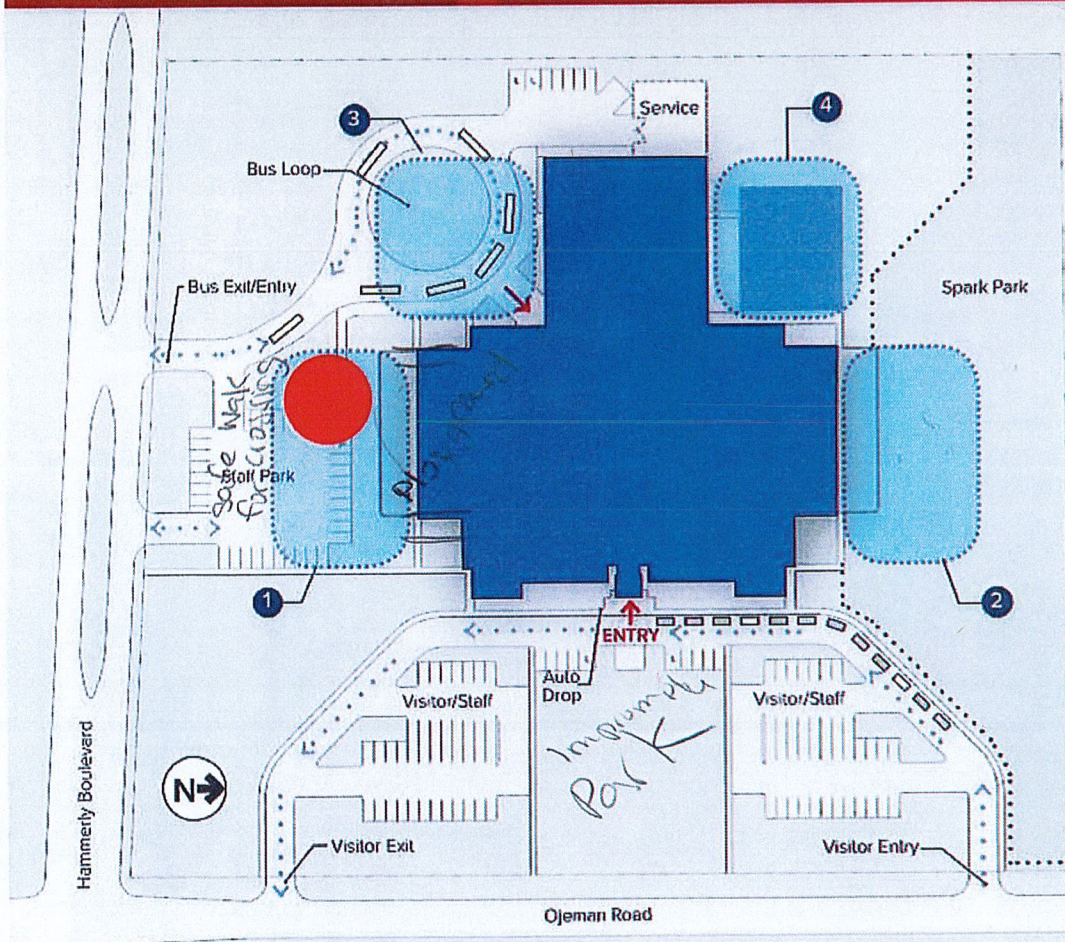 Service
3
4
Bus Loop
Bus Exit/Entry
Spark Park
safe walk
for crossing
Staff Park
playground
1
2
ENTRY
Auto
Drop
Visitor/Staff
Visitor/Staff
Impromptu
Park
N
Hammerly Boulevard
Visitor Exit
Visitor Entry
Ojeman Road